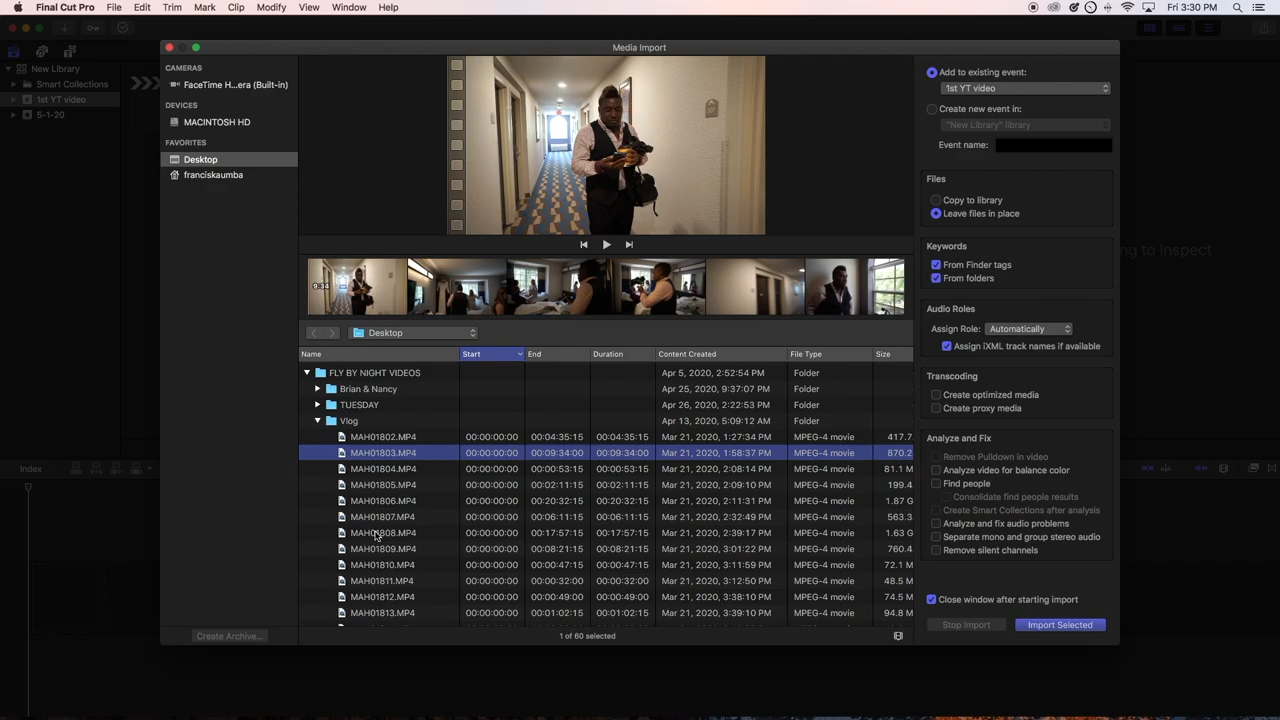 Final Cut Pro File Edit Trim Mark Clip Modify View Window Help Fri 3:30 PM
Media Import
New Library
Smart Collections
1st YT video
5-1-20
CAMERAS
FaceTime H...era (Built-in)
DEVICES
MACINTOSH HD
FAVORITES
Desktop
franciskaumba
9:34
Desktop
Name Start End Duration Content Created File Type Size
FLY BY NIGHT VIDEOS Apr 5, 2020, 2:52:54 PM Folder
Brian & Nancy Apr 25, 2020, 9:37:07 PM Folder
TUESDAY Apr 26, 2020, 2:22:53 PM Folder
Vlog Apr 13, 2020, 5:09:12 AM Folder
MAH01802.MP4 00:00:00:00 00:04:35:15 00:04:35:15 Mar 21, 2020, 1:27:34 PM MPEG-4 movie 417.7
MAH01803.MP4 00:00:00:00 00:09:34:00 00:09:34:00 Mar 21, 2020, 1:58:37 PM MPEG-4 movie 870.2
MAH01804.MP4 00:00:00:00 00:00:53:15 00:00:53:15 Mar 21, 2020, 2:08:14 PM MPEG-4 movie 81.1 M
MAH01805.MP4 00:00:00:00 00:02:11:15 00:02:11:15 Mar 21, 2020, 2:09:10 PM MPEG-4 movie 199.4
MAH01806.MP4 00:00:00:00 00:20:32:15 00:20:32:15 Mar 21, 2020, 2:11:31 PM MPEG-4 movie 1.87 G
MAH01807.MP4 00:00:00:00 00:06:11:15 00:06:11:15 Mar 21, 2020, 2:32:49 PM MPEG-4 movie 563.3
MAH01808.MP4 00:00:00:00 00:17:57:15 00:17:57:15 Mar 21, 2020, 2:39:17 PM MPEG-4 movie 1.63 G
MAH01809.MP4 00:00:00:00 00:08:21:15 00:08:21:15 Mar 21, 2020, 3:01:22 PM MPEG-4 movie 760.4
MAH01810.MP4 00:00:00:00 00:00:47:15 00:00:47:15 Mar 21, 2020, 3:11:59 PM MPEG-4 movie 72.1 M
MAH01811.MP4 00:00:00:00 00:00:32:00 00:00:32:00 Mar 21, 2020, 3:12:50 PM MPEG-4 movie 48.5 M
MAH01812.MP4 00:00:00:00 00:00:49:00 00:00:49:00 Mar 21, 2020, 3:38:10 PM MPEG-4 movie 74.5 M
MAH01813.MP4 00:00:00:00 00:01:02:15 00:01:02:15 Mar 21, 2020, 3:39:10 PM MPEG-4 movie 94.8 M
Create Archive...
1 of 60 selected
Add to existing event:
1st YT video
Create new event in:
"New Library" library
Event name:
Files
Copy to library
Leave files in place
Keywords
From Finder tags
From folders
Audio Roles
Assign Role: Automatically
Assign iXML track names if available
Transcoding
Create optimized media
Create proxy media
Analyze and Fix
Remove Pulldown in video
Analyze video for balance color
Find people
Consolidate find people results
Create Smart Collections after analysis
Analyze and fix audio problems
Separate mono and group stereo audio
Remove silent channels
Close window after starting import
Stop Import Import Selected
ng to Inspect
Index